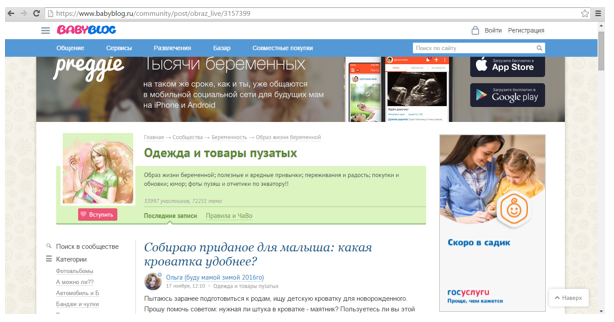 https://www.babyblog.ru/community/post/obraz_live/3157399
BABYBLOG
Войти Регистрация
Общение Сервисы Развлечения Базар Совместные покупки
Поиск по сайту
preggie
Тысячи беременных
на таком же сроке, как и ты, уже общаются
в мобильной социальной сети для будущих мам
на iPhone и Android
Загрузите бесплатно в
App Store
Загрузите бесплатно на
Google play
Главная → Сообщества → Беременность → Образ жизни беременной
Одежда и товары пузатых
Образ жизни беременной; полезные и вредные привычки; переживания и радость; покупки и
обновки; юмор; фоты пузяш и отчетики по экватору!!
33997 участников, 72251 тема
Вступить
Последние записи Правила и ЧаВо
Поиск в сообществе
Категории
Фотоальбомы
А можно ли??
Автомобиль и Б
Бандаж и чулки
Собираю приданое для малыша: какая
кроватка удобнее?
Ольга (буду мамой зимой 2016го)
17 ноября, 12:10 Одежда и товары пузатых
Пытаюсь заранее подготовиться к родам, ищу детскую кроватку для новорожденного.
Прошу помочь советом: нужна ли штука в кроватке - маятник? Пользуетесь ли вы этой
Скоро в садик
госуслуги
Проще, чем кажется
Наверх